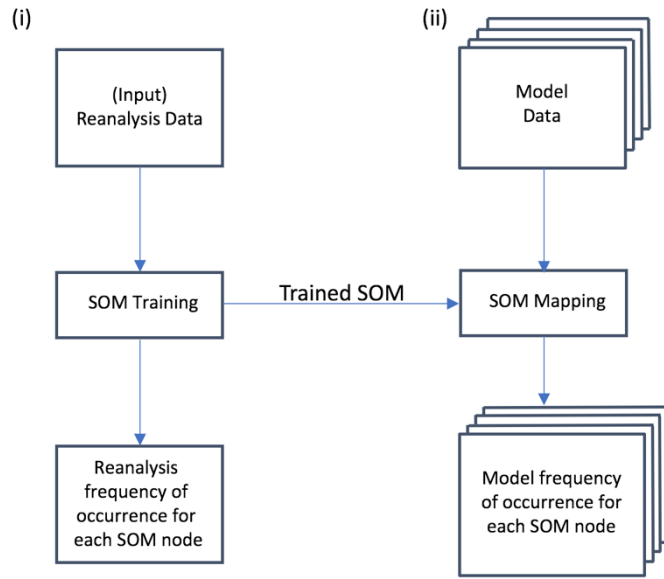 (i)
(Input)
Reanalysis Data
SOM Training
Trained SOM
Reanalysis
frequency of
occurrence for
each SOM node
(ii)
Model
Data
SOM Mapping
Model frequency
of occurrence for
each SOM node